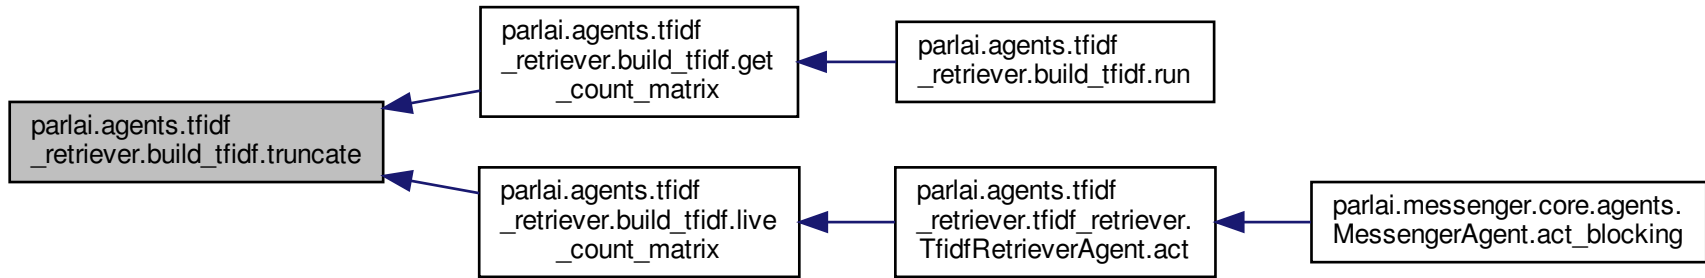 parlai.agents.tfidf
_retriever.build_tfidf.truncate
parlai.agents.tfidf
_retriever.build_tfidf.get
_count_matrix
parlai.agents.tfidf
_retriever.build_tfidf.run
parlai.agents.tfidf
_retriever.build_tfidf.live
_count_matrix
parlai.agents.tfidf
_retriever.tfidf_retriever.
TfidfRetrieverAgent.act
parlai.messenger.core.agents.
MessengerAgent.act_blocking